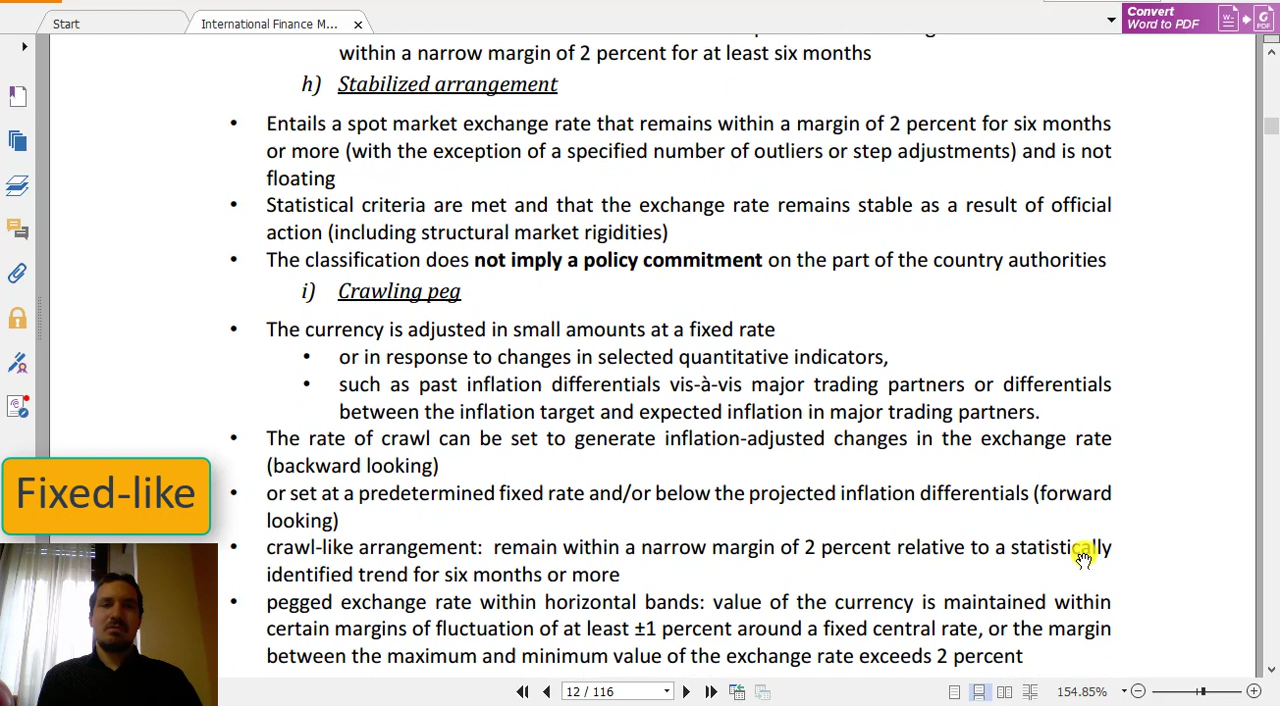 Start
International Finance M...
Convert
Word to PDF
within a narrow margin of 2 percent for at least six months
h) Stabilized arrangement
• Entails a spot market exchange rate that remains within a margin of 2 percent for six months
or more (with the exception of a specified number of outliers or step adjustments) and is not
floating
• Statistical criteria are met and that the exchange rate remains stable as a result of official
action (including structural market rigidities)
• The classification does not imply a policy commitment on the part of the country authorities
i) Crawling peg
• The currency is adjusted in small amounts at a fixed rate
• or in response to changes in selected quantitative indicators,
• such as past inflation differentials vis-à-vis major trading partners or differentials
between the inflation target and expected inflation in major trading partners.
• The rate of crawl can be set to generate inflation-adjusted changes in the exchange rate
(backward looking)
• or set at a predetermined fixed rate and/or below the projected inflation differentials (forward
looking)
• crawl-like arrangement: remain within a narrow margin of 2 percent relative to a statistically
identified trend for six months or more
• pegged exchange rate within horizontal bands: value of the currency is maintained within
certain margins of fluctuation of at least ±1 percent around a fixed central rate, or the margin
between the maximum and minimum value of the exchange rate exceeds 2 percent
Fixed-like
12 / 116
154.85%